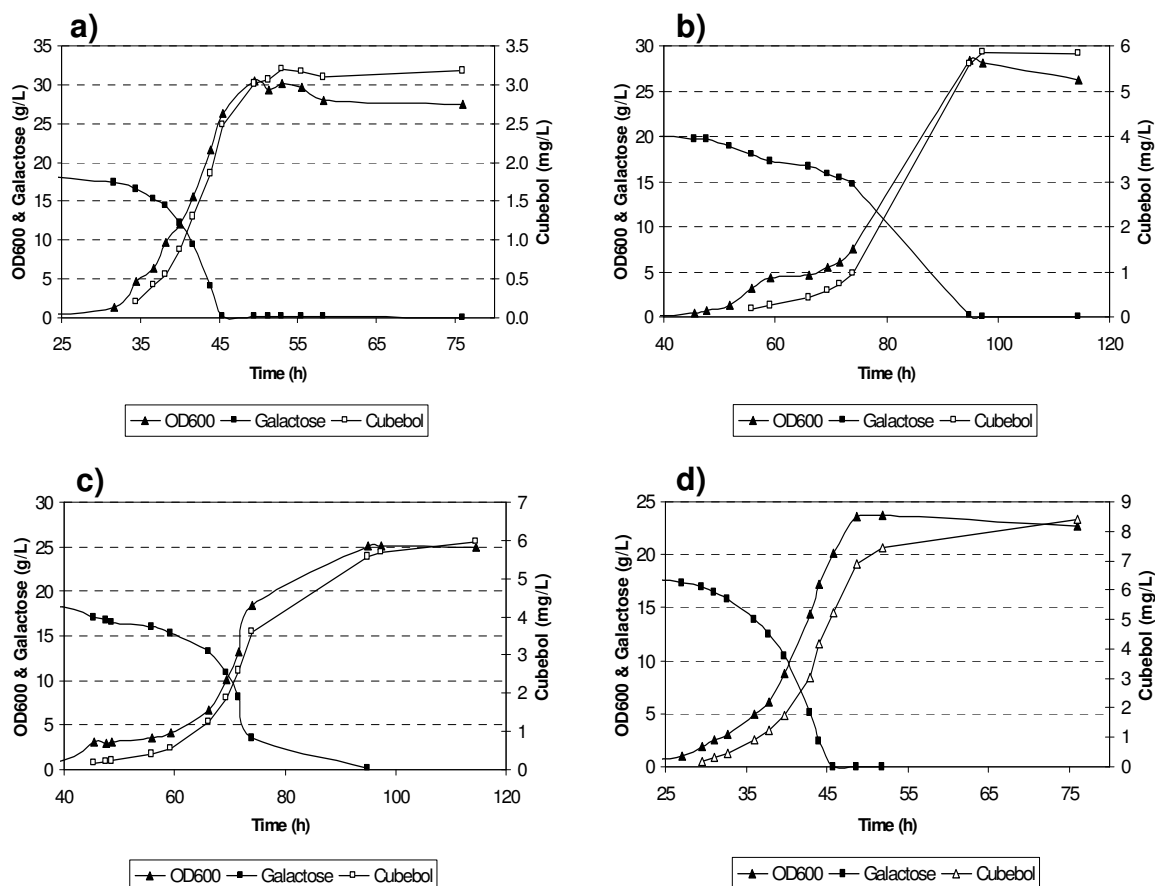 a)
OD600 & Galactose (g/L)
35
30
25
20
15
10
5
0
3.5
3.0
2.5
2.0
1.5
1.0
0.5
0.0
Cubebol (mg/L)
25 35 45 55 65 75
Time (h)
OD600 Galactose Cubebol
b)
OD600 & Galactose (g/L)
30
25
20
15
10
5
0
6
5
4
3
2
1
0
Cubebol (mg/L)
40 60 80 100 120
Time (h)
OD600 Galactose Cubebol
c)
OD600 & Galactose (g/L)
30
25
20
15
10
5
0
7
6
5
4
3
2
1
0
Cubebol (mg/L)
40 60 80 100 120
Time (h)
OD600 Galactose Cubebol
d)
OD600 & Galactose (g/L)
25
20
15
10
5
0
9
8
7
6
5
4
3
2
1
0
Cubebol (mg/L)
25 35 45 55 65 75
Time (h)
OD600 Galactose Cubebol